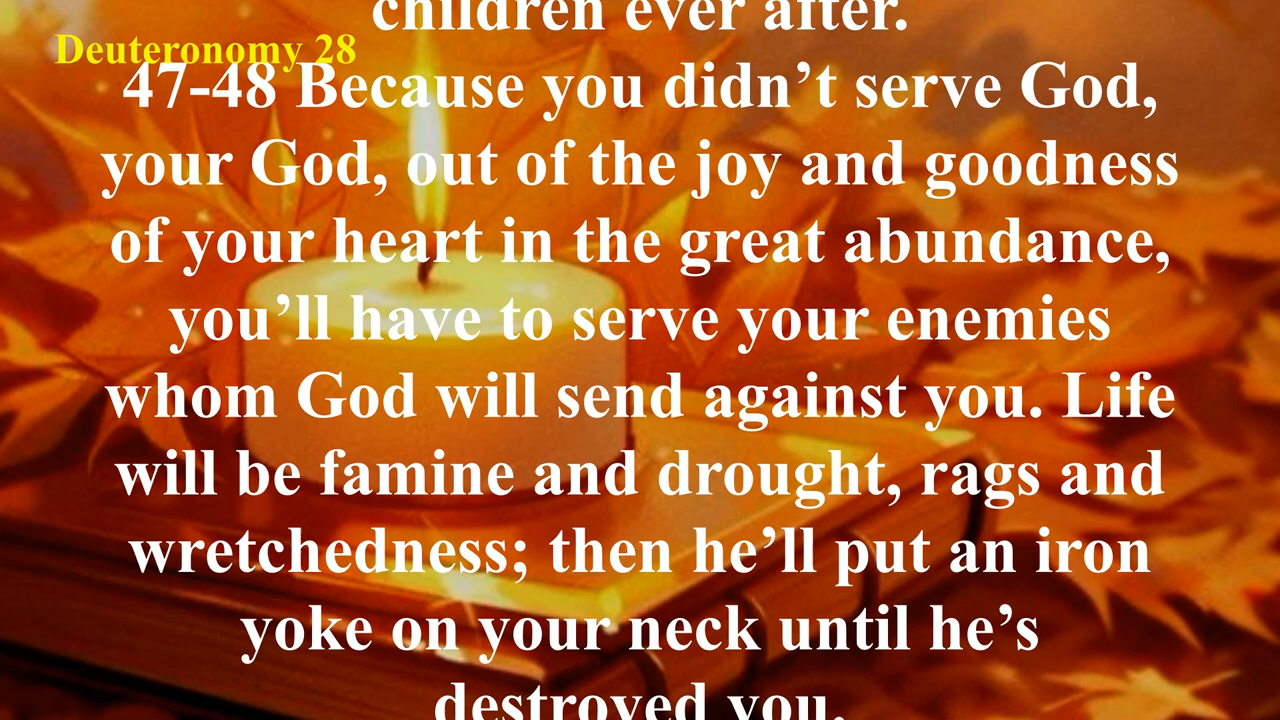 children ever after.
Deuteronomy 28
47-48 Because you didn’t serve God,
your God, out of the joy and goodness
of your heart in the great abundance,
you’ll have to serve your enemies
whom God will send against you. Life
will be famine and drought, rags and
wretchedness; then he’ll put an iron
yoke on your neck until he’s
destroyed you.